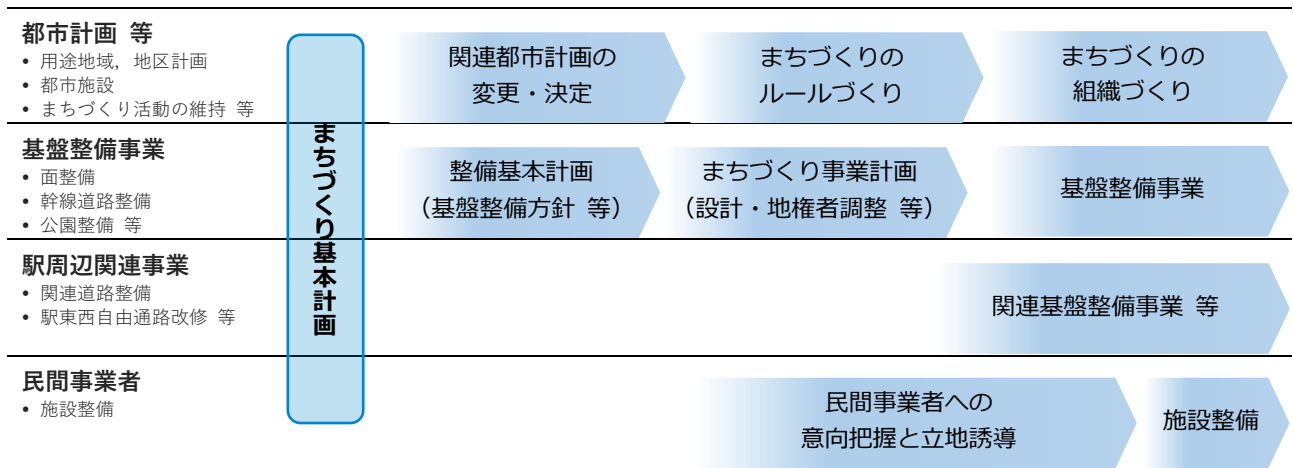 都市計画 等
• 用途地域，地区計画
• 都市施設
• まちづくり活動の維持 等
まちづくり基本計画
関連都市計画の
変更・決定
まちづくりの
ルールづくり
まちづくりの
組織づくり
基盤整備事業
• 面整備
• 幹線道路整備
• 公園整備 等
整備基本計画
（基盤整備方針 等）
まちづくり事業計画
（設計・地権者調整 等）
基盤整備事業
駅周辺関連事業
• 関連道路整備
• 駅東西自由通路改修 等
関連基盤整備事業 等
民間事業者
• 施設整備
民間事業者への
意向把握と立地誘導
施設整備